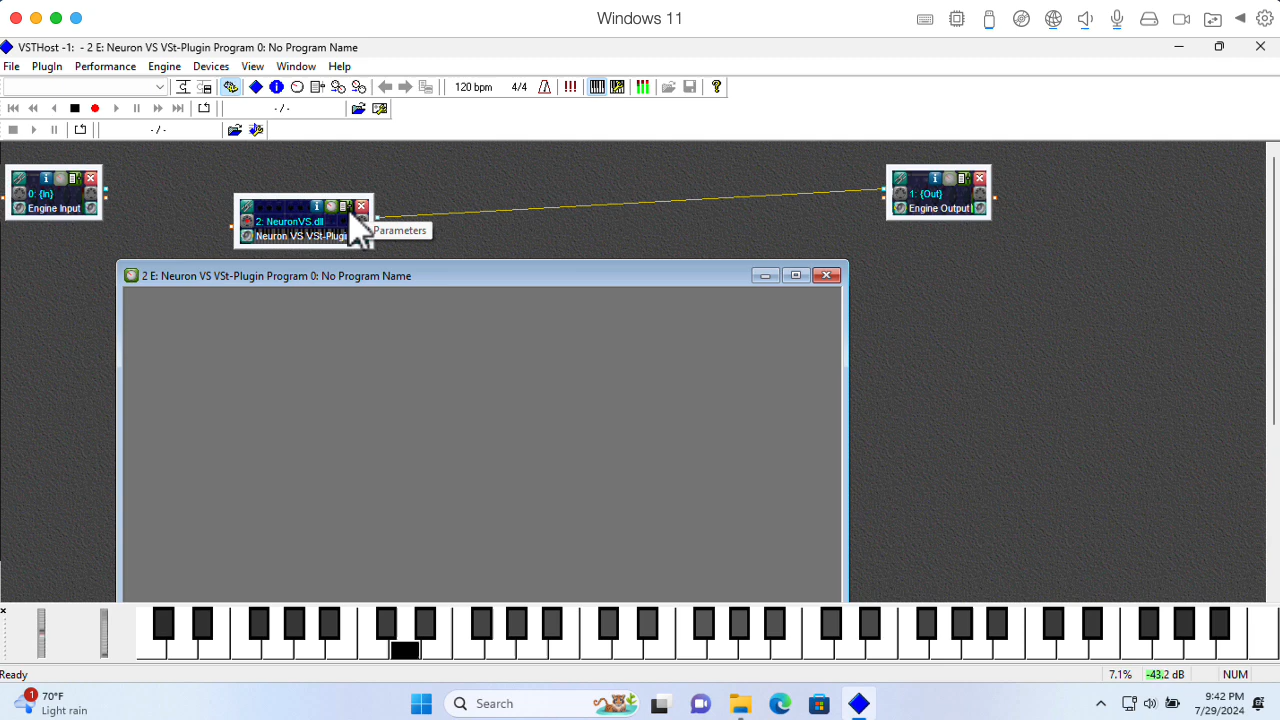 Windows 11
VSTHost -1:  - 2 E: Neuron VS VSt-Plugin Program 0: No Program Name
File PlugIn Performance Engine Devices View Window Help
120 bpm 4/4
- / -
- / -
0: {In}
Engine Input
2: NeuronVS.dll
Neuron VS VSt-Plugi
Parameters
1: {Out}
Engine Output
2 E: Neuron VS VSt-Plugin Program 0: No Program Name
Ready 7.1% -43.2 dB NUM
1
70°F
Light rain
Search
9:42 PM
7/29/2024